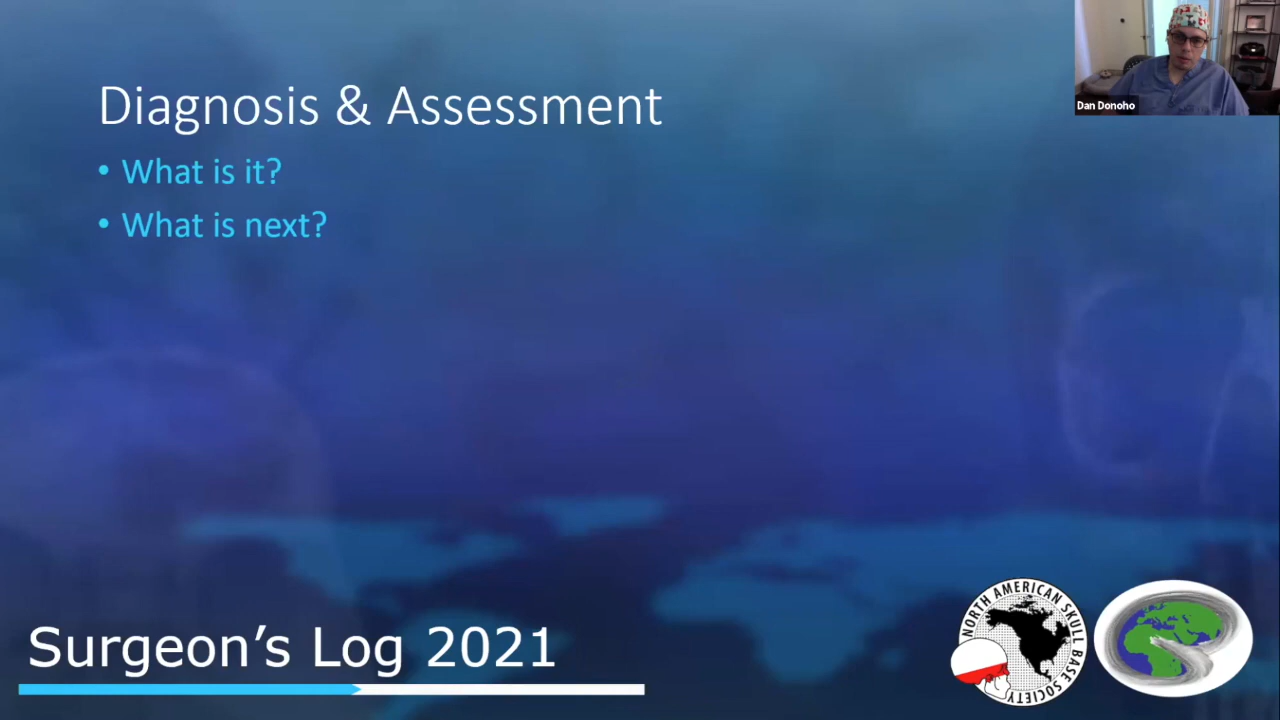 Diagnosis & Assessment
• What is it?
• What is next?
Dan Donoho
Surgeon's Log 2021
NORTH AMERICAN SKULL BASE SOCIETY